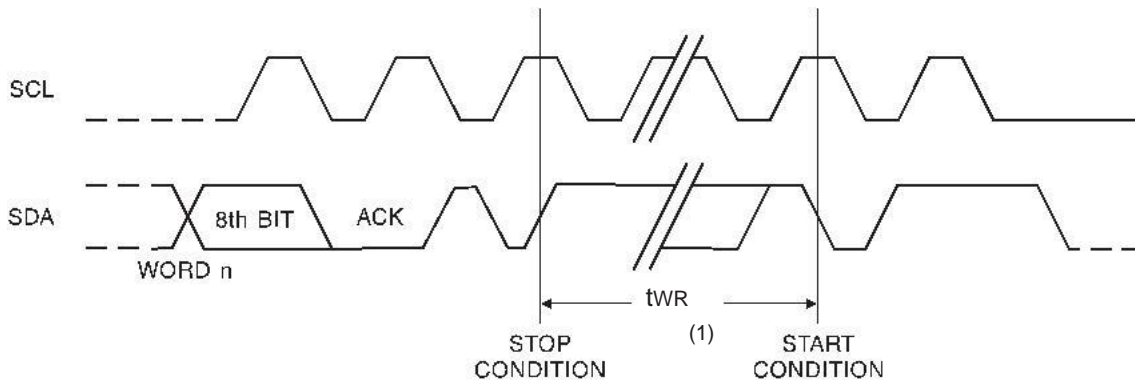 SCL
SDA
8th BIT
ACK
WORD n
tWR
(1)
STOP
CONDITION
START
CONDITION